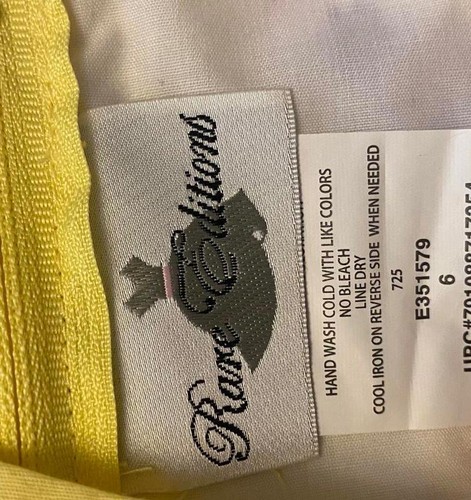 Rare Editions
HAND WASH COLD WITH LIKE COLORS
NO BLEACH
LINE DRY
COOL IRON ON REVERSE SIDE WHEN NEEDED
725
E351579
6